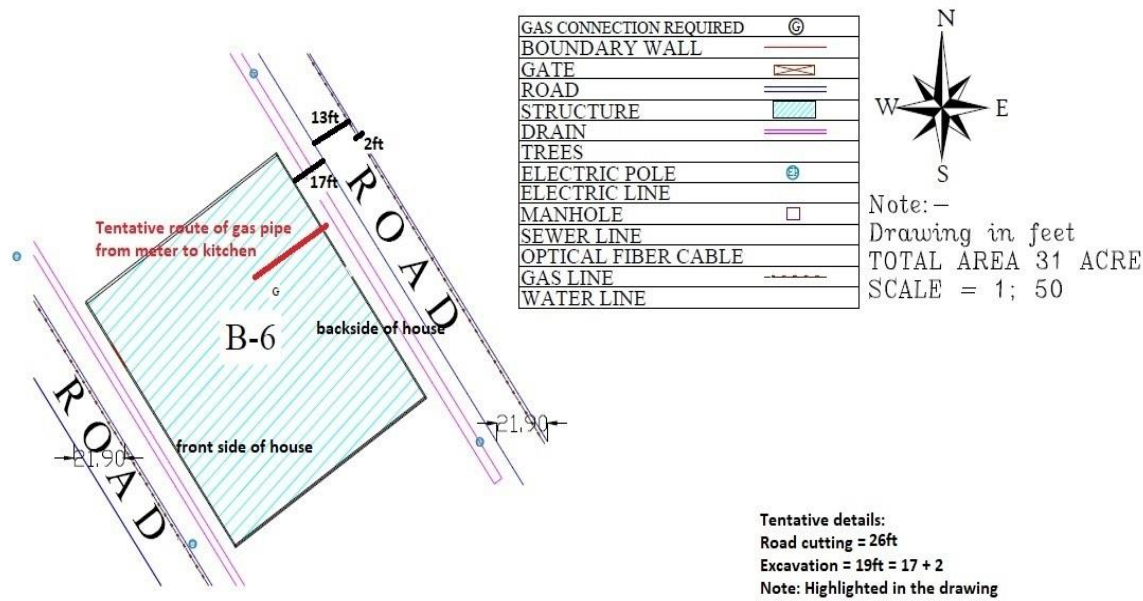 GAS CONNECTION REQUIRED G
BOUNDARY WALL
GATE
ROAD
STRUCTURE
DRAIN
TREES
ELECTRIC POLE
ELECTRIC LINE
MANHOLE
SEWER LINE
OPTICAL FIBER CABLE
GAS LINE
WATER LINE
N
W E
S
Note:-
Drawing in feet
TOTAL AREA 31 ACRE
SCALE = 1; 50
13ft
2ft
17ft
ROAD
Tentative route of gas pipe
from meter to kitchen
G
B-6
backside of house
front side of house
21.90
ROAD
21.90
Tentative details:
Road cutting = 26ft
Excavation = 19ft = 17 + 2
Note: Highlighted in the drawing